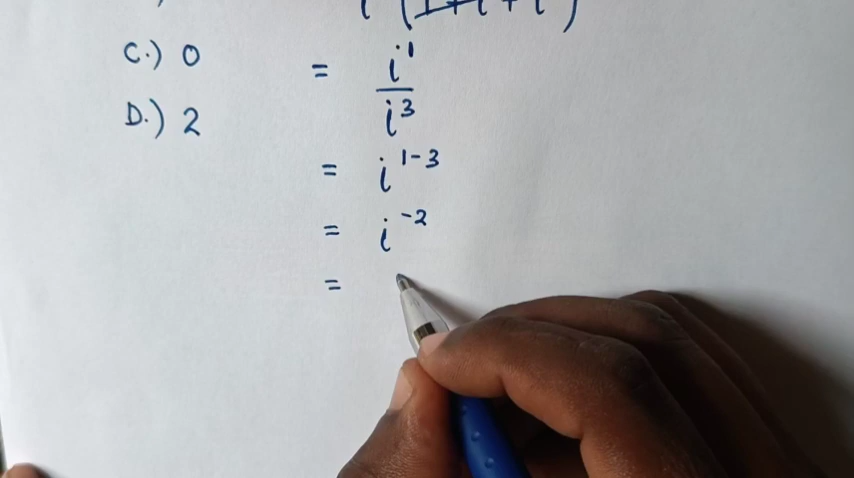 C.) 0
D.) 2
= i¹ / i³
= i¹⁻³
= i⁻²
=